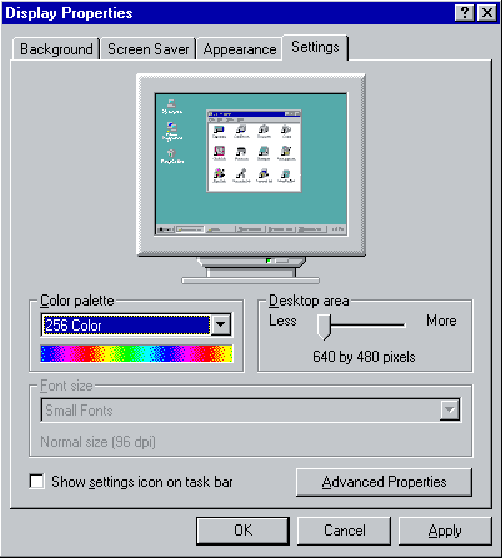 Display Properties
Background Screen Saver Appearance Settings
Color palette
256 Color
Desktop area
Less More
640 by 480 pixels
Font size
Small Fonts
Normal size (96 dpi)
Show settings icon on task bar
Advanced Properties
OK Cancel Apply